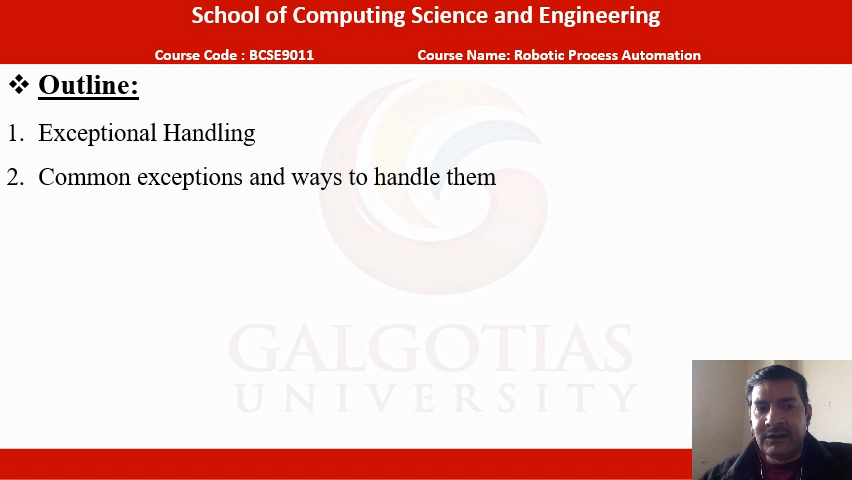 School of Computing Science and Engineering
Course Code : BCSE9011 Course Name: Robotic Process Automation
❖ Outline:
1. Exceptional Handling
2. Common exceptions and ways to handle them
GALGOTIAS
UNIVERSITY